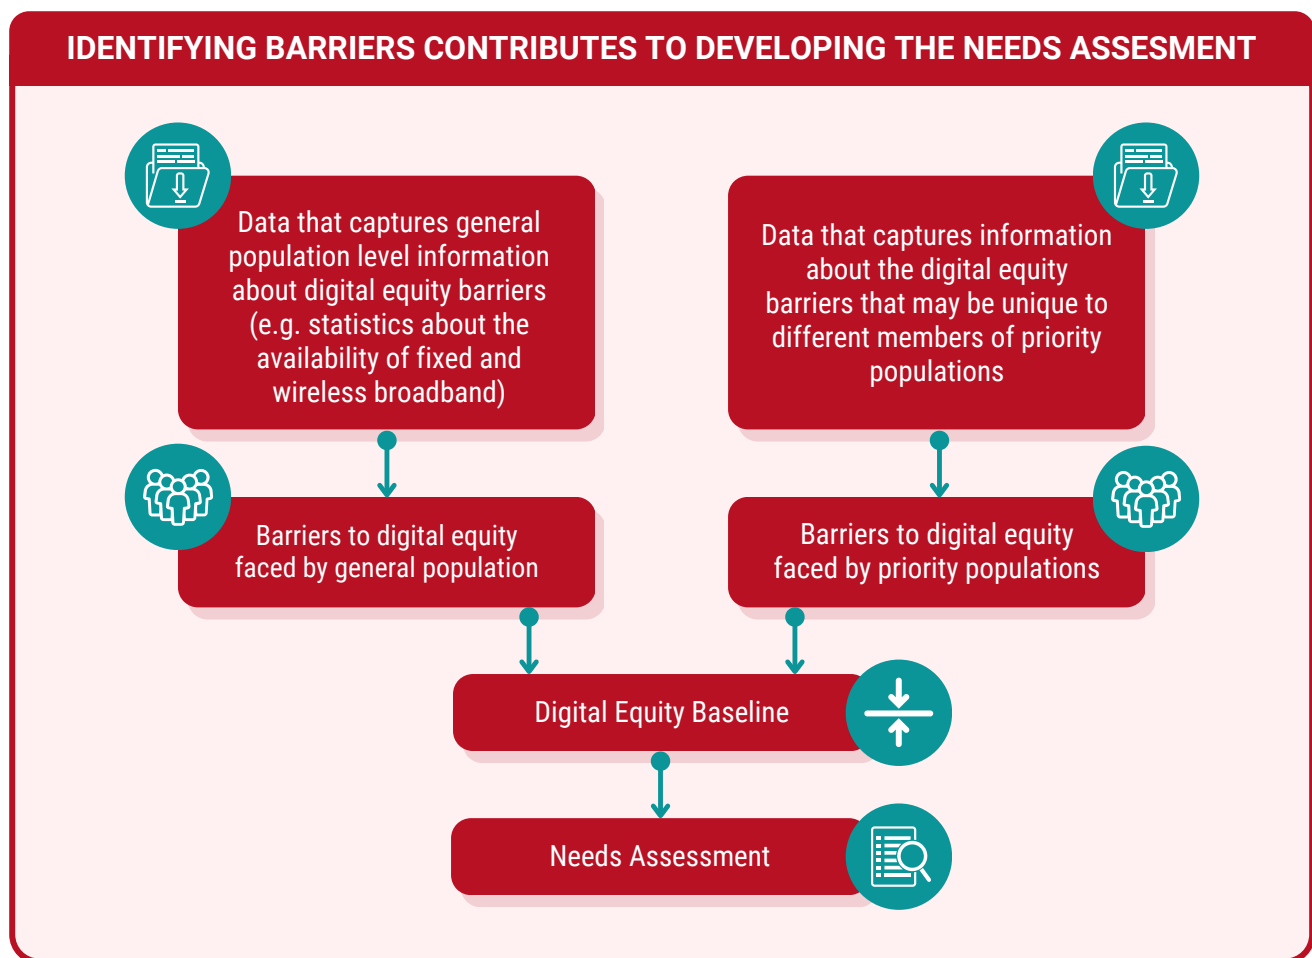 IDENTIFYING BARRIERS CONTRIBUTES TO DEVELOPING THE NEEDS ASSESMENT
Data that captures general
population level information
about digital equity barriers
(e.g. statistics about the
availability of fixed and
wireless broadband)
Data that captures information
about the digital equity
barriers that may be unique to
different members of priority
populations
Barriers to digital equity
faced by general population
Barriers to digital equity
faced by priority populations
Digital Equity Baseline
Needs Assessment